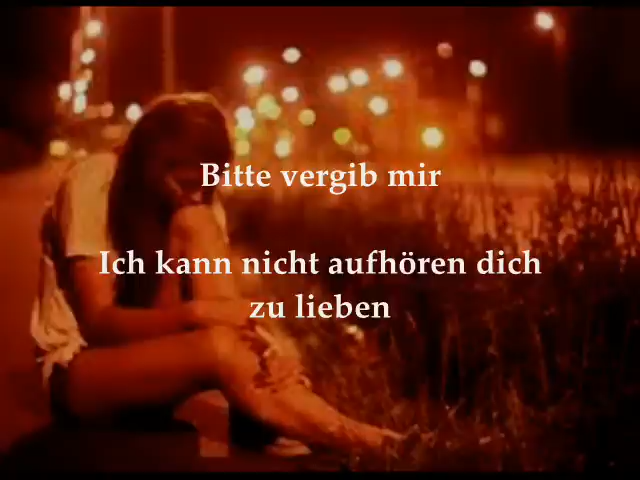 Bitte vergib mir
Ich kann nicht aufhören dich
zu lieben